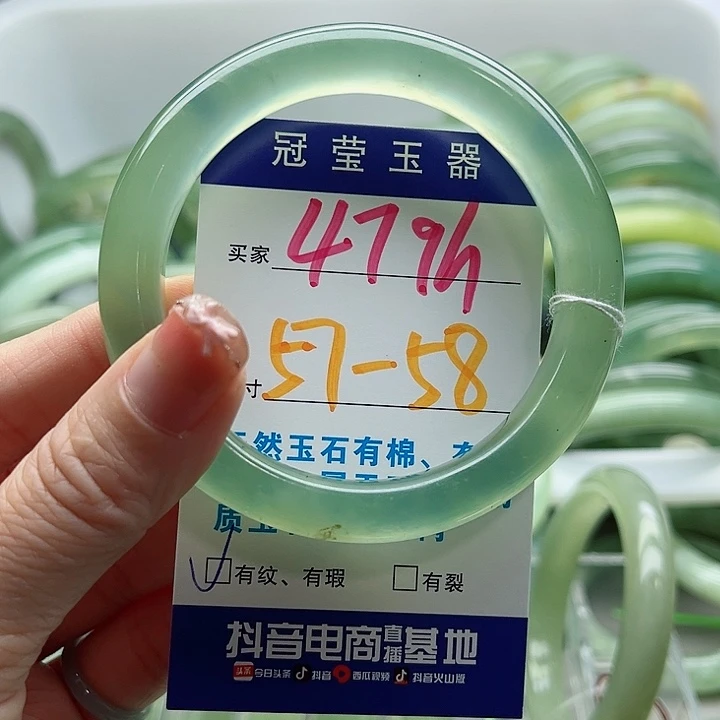 冠莹玉器
买家 479h
寸 57-58
然玉石有棉、有
质玉
有纹、有瑕 有裂
抖音电商直播基地
头条 今日头条 抖音 西瓜视频 抖音火山版